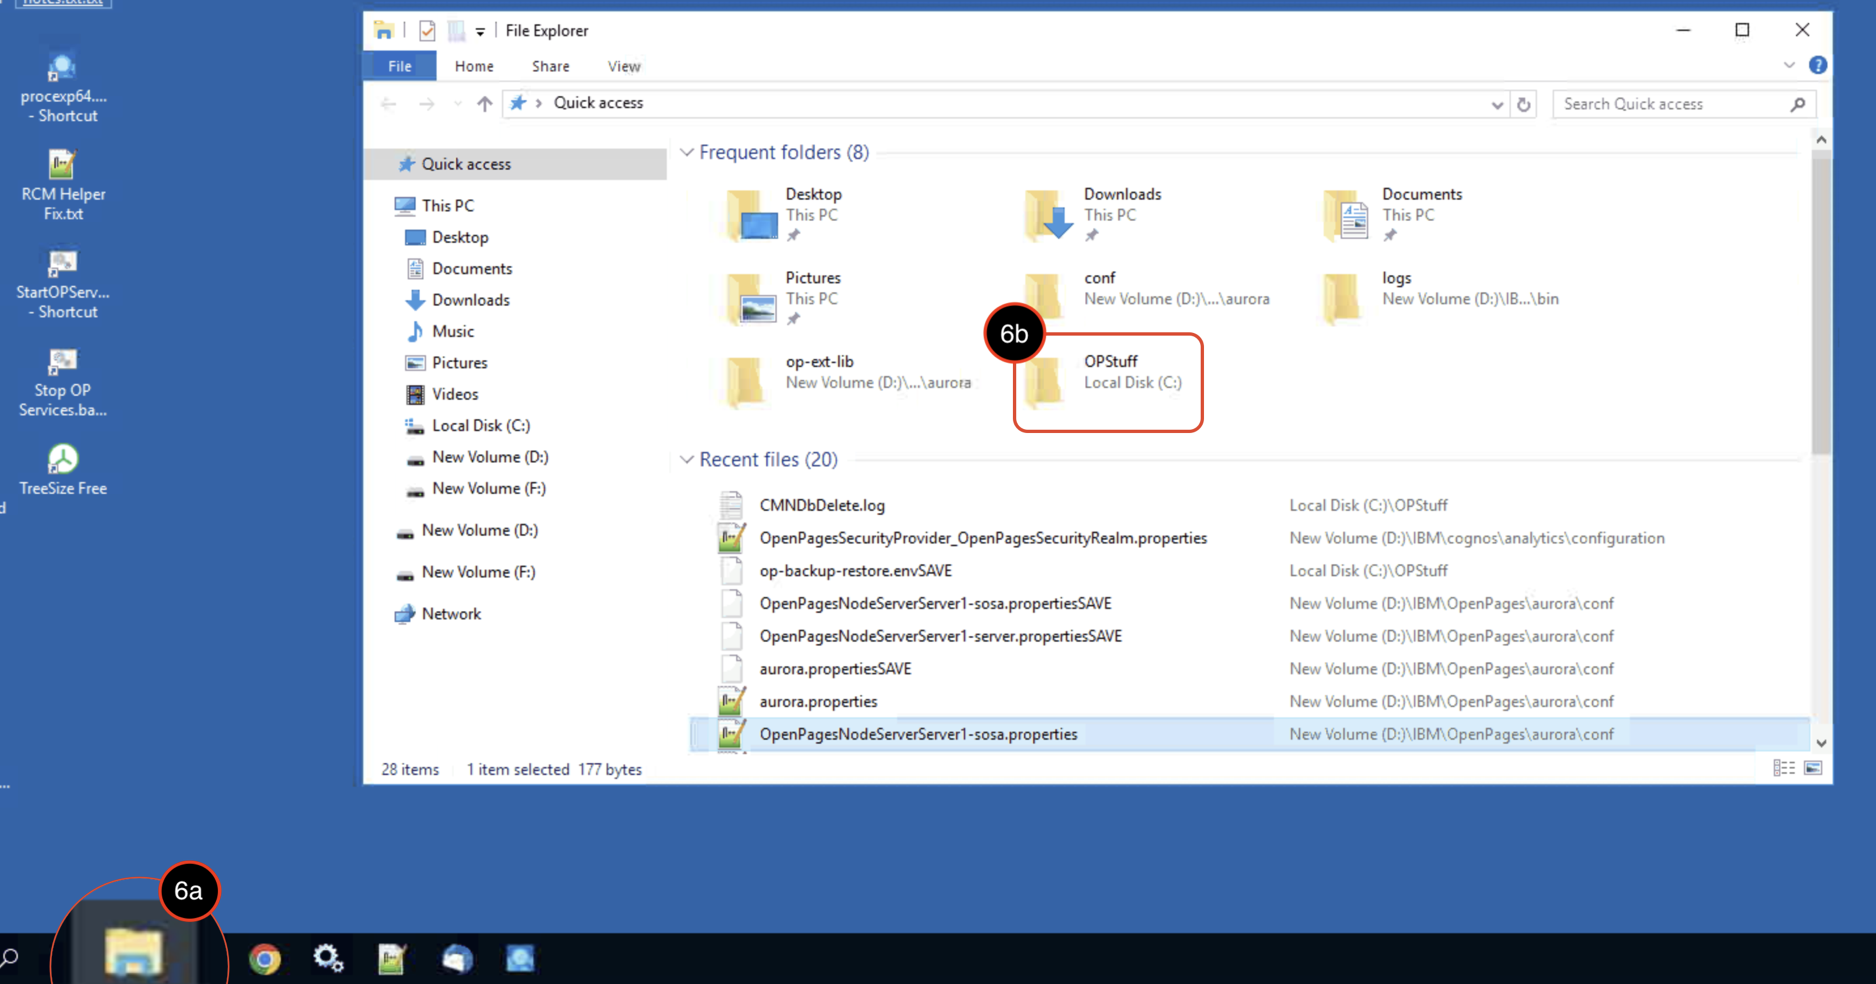 notes.txt.txt
procexp64....
- Shortcut
RCM Helper
Fix.txt
StartOPServ...
- Shortcut
Stop OP
Services.ba...
TreeSize Free
d
...
File Explorer
File Home Share View
Quick access
Search Quick access
Quick access
This PC
Desktop
Documents
Downloads
Music
Pictures
Videos
Local Disk (C:)
New Volume (D:)
New Volume (F:)
New Volume (D:)
New Volume (F:)
Network
Frequent folders (8)
Desktop
This PC
Downloads
This PC
Documents
This PC
Pictures
This PC
conf
New Volume (D:)\...\aurora
logs
New Volume (D:)\IB...\bin
op-ext-lib
New Volume (D:)\...\aurora
6b
OPStuff
Local Disk (C:)
Recent files (20)
CMNDbDelete.log Local Disk (C:)\OPStuff
OpenPagesSecurityProvider_OpenPagesSecurityRealm.properties New Volume (D:)\IBM\cognos\analytics\configuration
op-backup-restore.envSAVE Local Disk (C:)\OPStuff
OpenPagesNodeServerServer1-sosa.propertiesSAVE New Volume (D:)\IBM\OpenPages\aurora\conf
OpenPagesNodeServerServer1-server.propertiesSAVE New Volume (D:)\IBM\OpenPages\aurora\conf
aurora.propertiesSAVE New Volume (D:)\IBM\OpenPages\aurora\conf
aurora.properties New Volume (D:)\IBM\OpenPages\aurora\conf
OpenPagesNodeServerServer1-sosa.properties New Volume (D:)\IBM\OpenPages\aurora\conf
28 items 1 item selected 177 bytes
6a